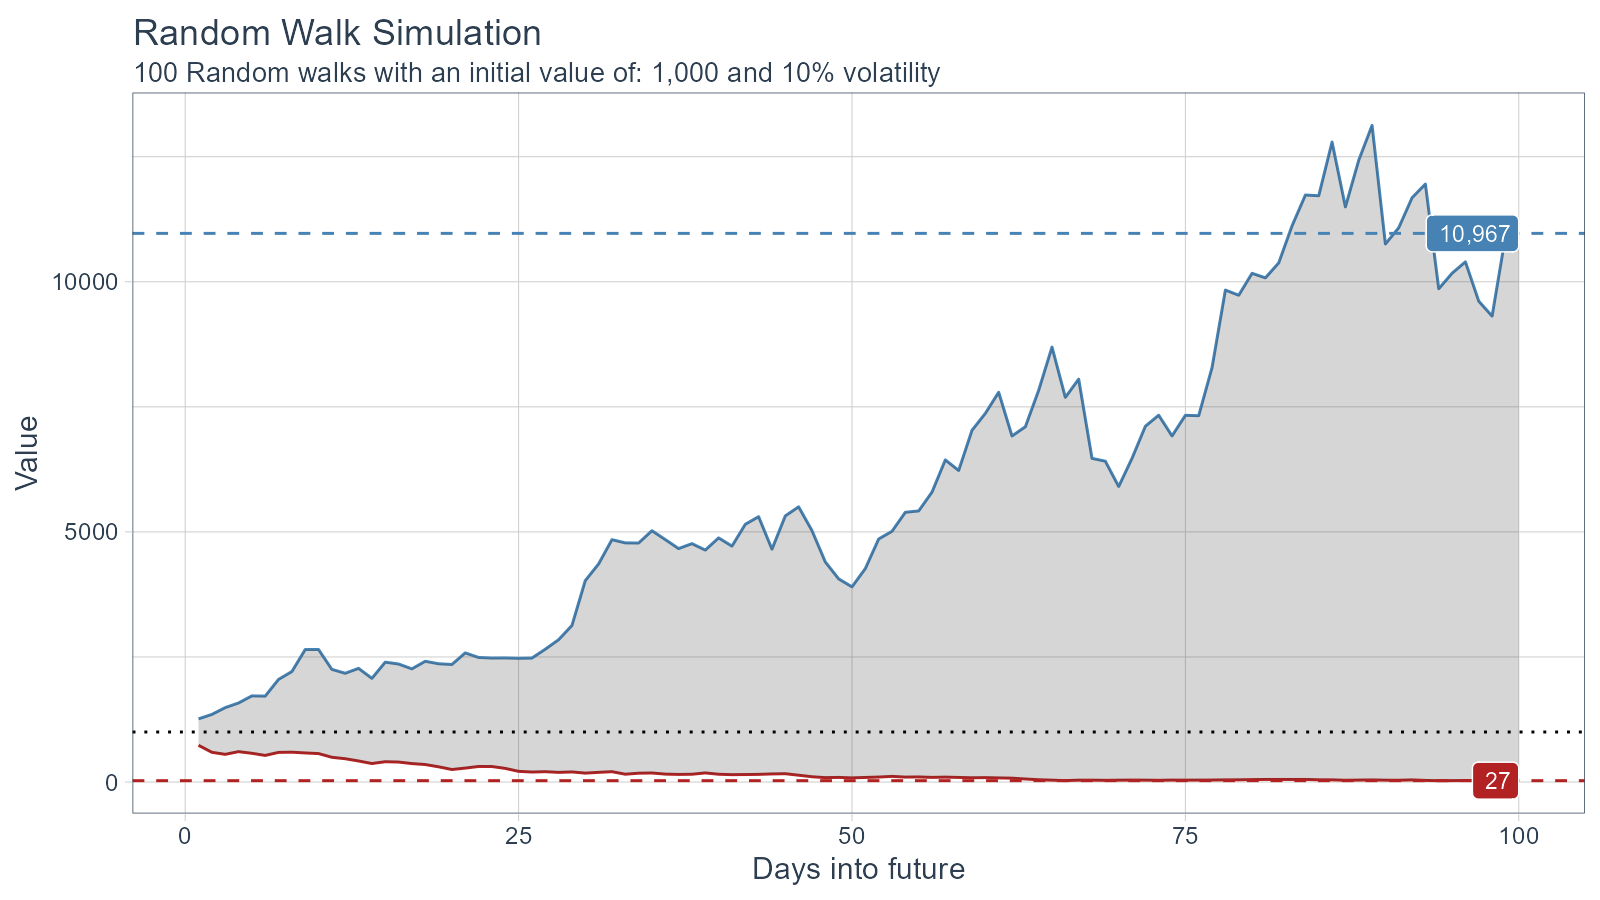 Random Walk Simulation
100 Random walks with an initial value of: 1,000 and 10% volatility
Value
10000
5000
0
10,967
27
0 25 50 75 100
Days into future